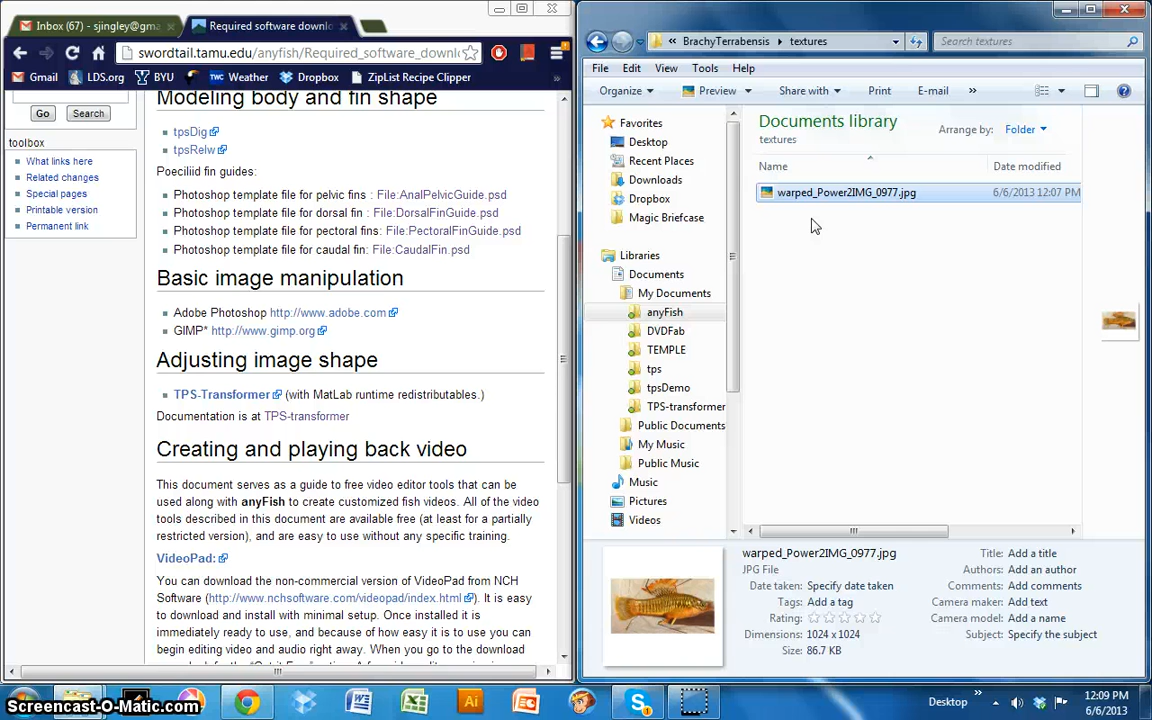 Inbox (67) - sjingley@gma
Required software downl
swordtail.tamu.edu/anyfish/Required_software_downl
Gmail
LDS.org
BYU
TWC Weather
Dropbox
ZipList Recipe Clipper
»
Go
Search
toolbox
What links here
Related changes
Special pages
Printable version
Permanent link
Modeling body and fin shape
tpsDig
tpsRelw
Poeciliid fin guides:
Photoshop template file for pelvic fins : File:AnalPelvicGuide.psd
Photoshop template file for dorsal fin : File:DorsalFinGuide.psd
Photoshop template file for pectoral fins: File:PectoralFinGuide.psd
Photoshop template file for caudal fin: File:CaudalFin.psd
Basic image manipulation
Adobe Photoshop http://www.adobe.com
GIMP* http://www.gimp.org
Adjusting image shape
TPS-Transformer (with MatLab runtime redistributables.)
Documentation is at TPS-transformer
Creating and playing back video
This document serves as a guide to free video editor tools that can be
used along with anyFish to create customized fish videos. All of the video
tools described in this document are available free (at least for a partially
restricted version), and are easy to use without any specific training.
VideoPad:
You can download the non-commercial version of VideoPad from NCH
Software (http://www.nchsoftware.com/videopad/index.html). It is easy
to download and install with minimal setup. Once installed it is
immediately ready to use, and because of how easy it is to use you can
begin editing video and audio right away. When you go to the download
« BrachyTerrabensis
textures
Search textures
File
Edit
View
Tools
Help
Organize
Preview
Share with
Print
E-mail
»
Favorites
Desktop
Recent Places
Downloads
Dropbox
Magic Briefcase
Libraries
Documents
My Documents
anyFish
DVDFab
TEMPLE
tps
tpsDemo
TPS-transformer
Public Documents
My Music
Public Music
Music
Pictures
Videos
Documents library
textures
Arrange by: Folder
Name
Date modified
warped_Power2IMG_0977.jpg
6/6/2013 12:07 PM
warped_Power2IMG_0977.jpg
JPG File
Date taken: Specify date taken
Tags: Add a tag
Rating:
Dimensions: 1024 x 1024
Size: 86.7 KB
Title: Add a title
Authors: Add an author
Comments: Add comments
Camera maker: Add text
Camera model: Add a name
Subject: Specify the subject
Screencast-O-Matic.com
Desktop
»
12:09 PM
6/6/2013